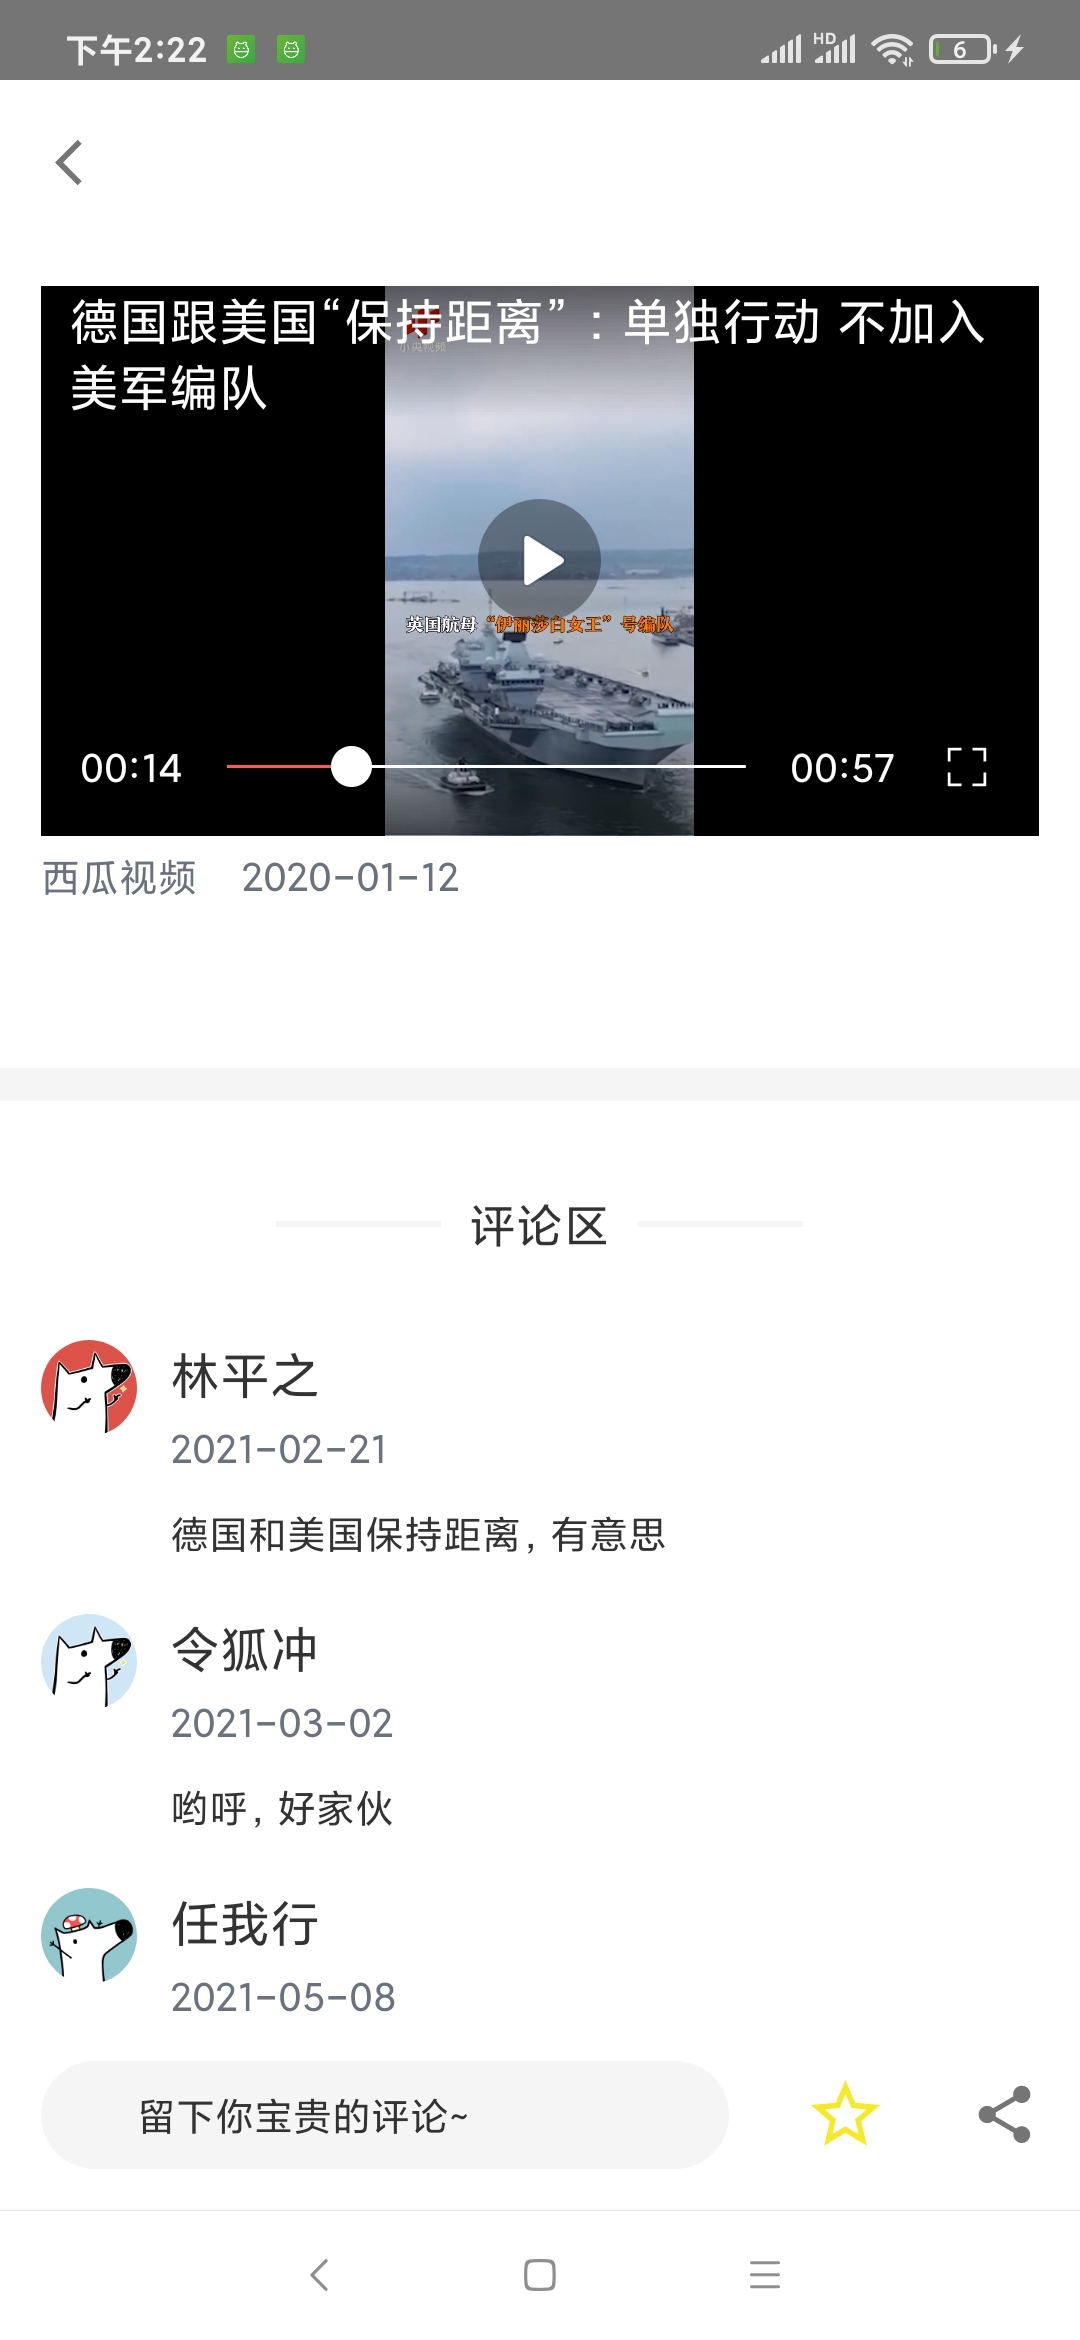 下午2:22
HD
6
德国跟美国“保持距离”：单独行动 不加入
美军编队
小央视频
英国航母“伊丽莎白女王”号编队
00:14
00:57
西瓜视频 2020-01-12
评论区
林平之
2021-02-21
德国和美国保持距离, 有意思
令狐冲
2021-03-02
哟呼, 好家伙
任我行
2021-05-08
留下你宝贵的评论~